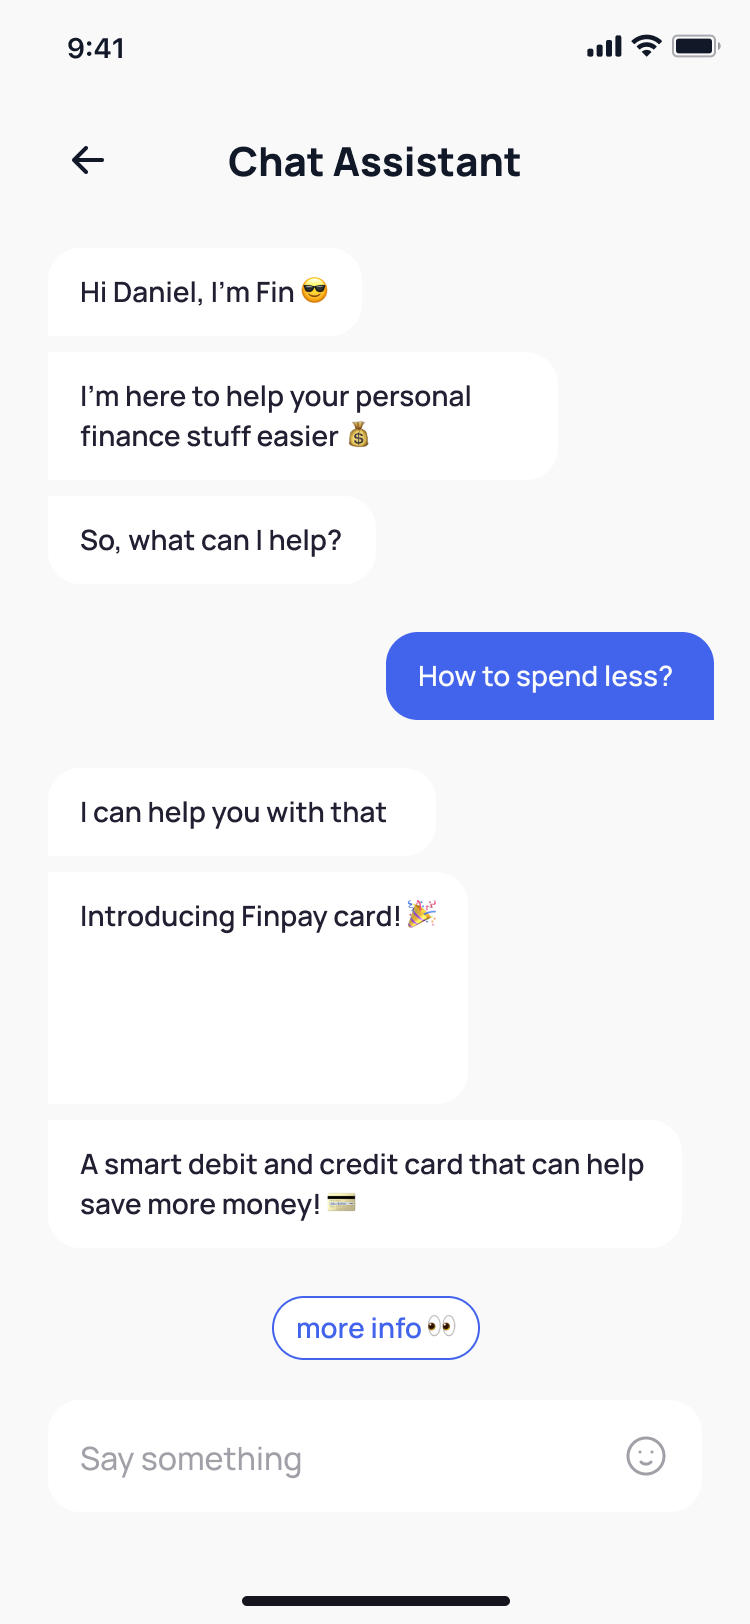 9:41
Chat Assistant
Hi Daniel, I'm Fin 😎
I'm here to help your personal
finance stuff easier 💰
So, what can I help?
How to spend less?
I can help you with that
Introducing Finpay card! 🎉
A smart debit and credit card that can help
save more money! 💳
more info 👀
Say something